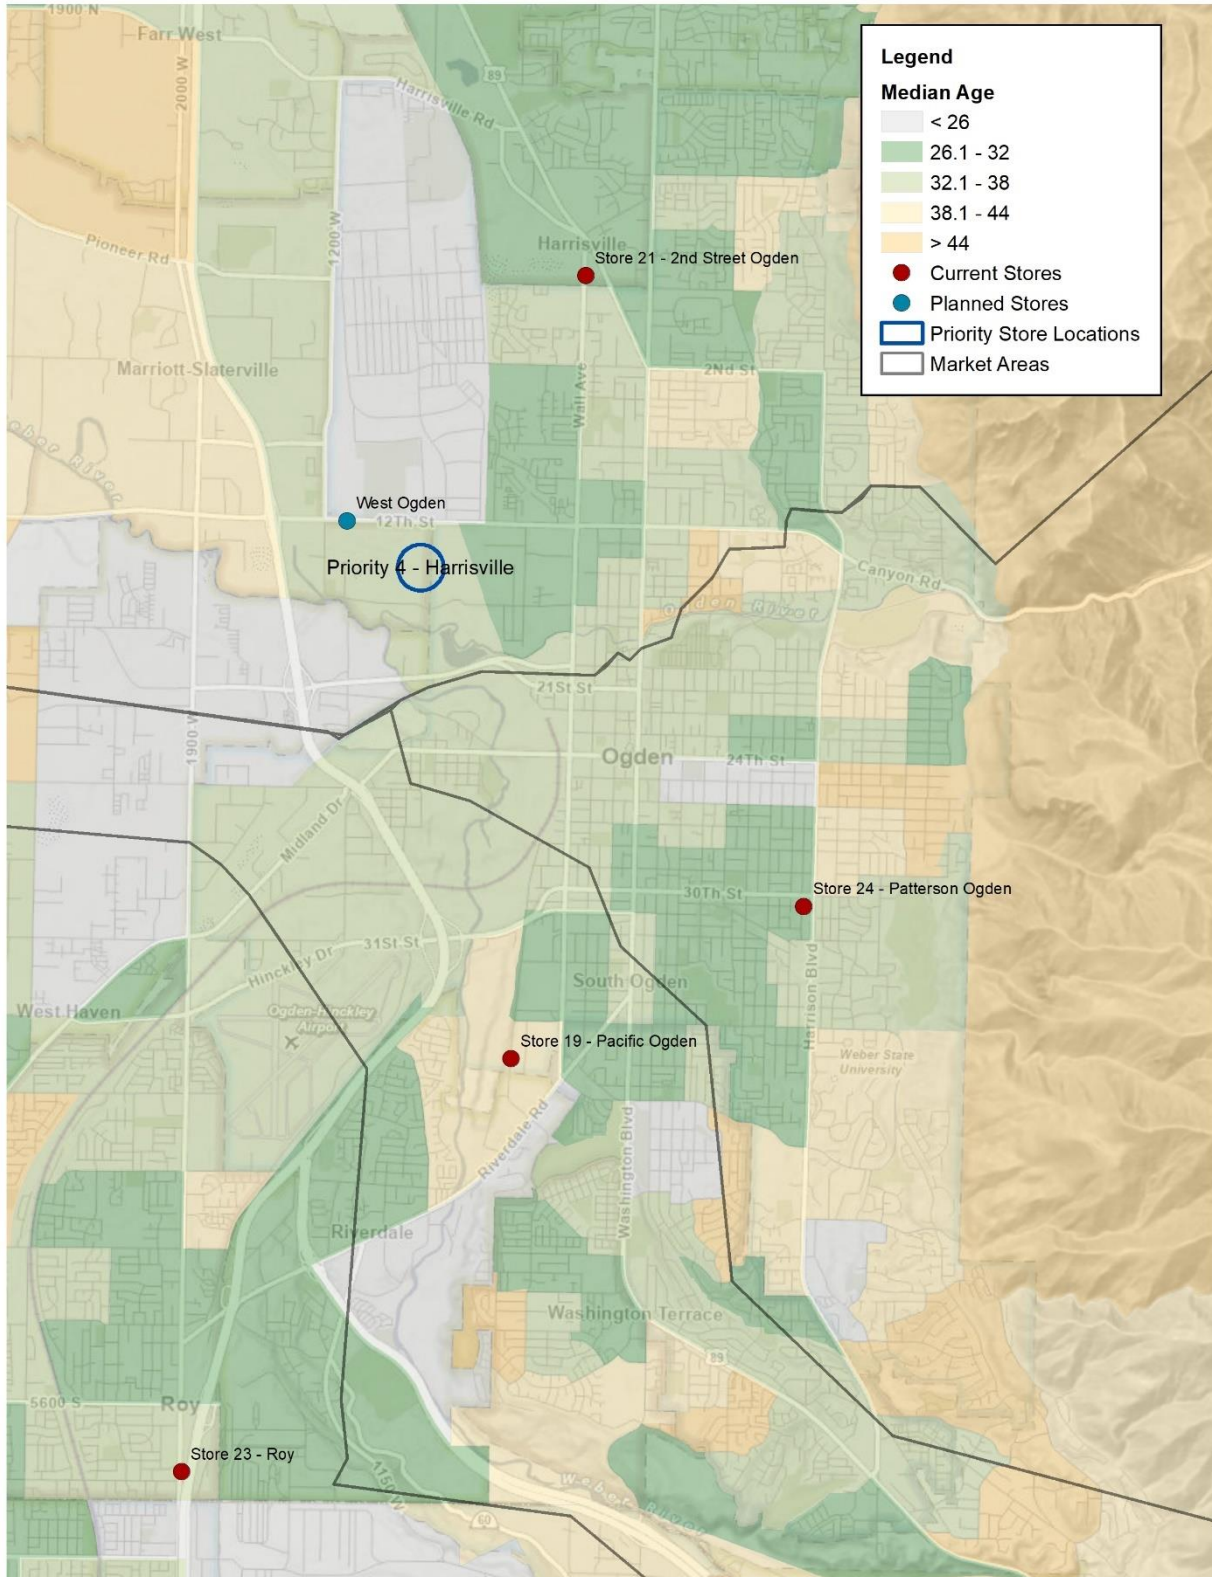 1900 N
Farr West
2000 W
89
Harrisville Rd
Legend
Median Age
< 26
26.1 - 32
32.1 - 38
38.1 - 44
> 44
Current Stores
Planned Stores
Priority Store Locations
Market Areas
1200 W
Pioneer Rd
Harrisville
Store 21 - 2nd Street Ogden
Marriott-Slaterville
2Nd St
Wall Ave
eber River
West Ogden
12Th St
Priority 4 - Harrisville
Canyon Rd
Ogden River
21St St
1900 W
Ogden
24Th St
Midland Dr
30Th St
Store 24 - Patterson Ogden
31St St
Hinckley Dr
South Ogden
Harrison Blvd
West Haven
Ogden-Hinckley
Airport
Store 19 - Pacific Ogden
Weber State
University
Riverdale Rd
Washington Blvd
Riverdale
Washington Terrace
89
5600 S
Roy
Store 23 - Roy
1150 W
60
Weber River